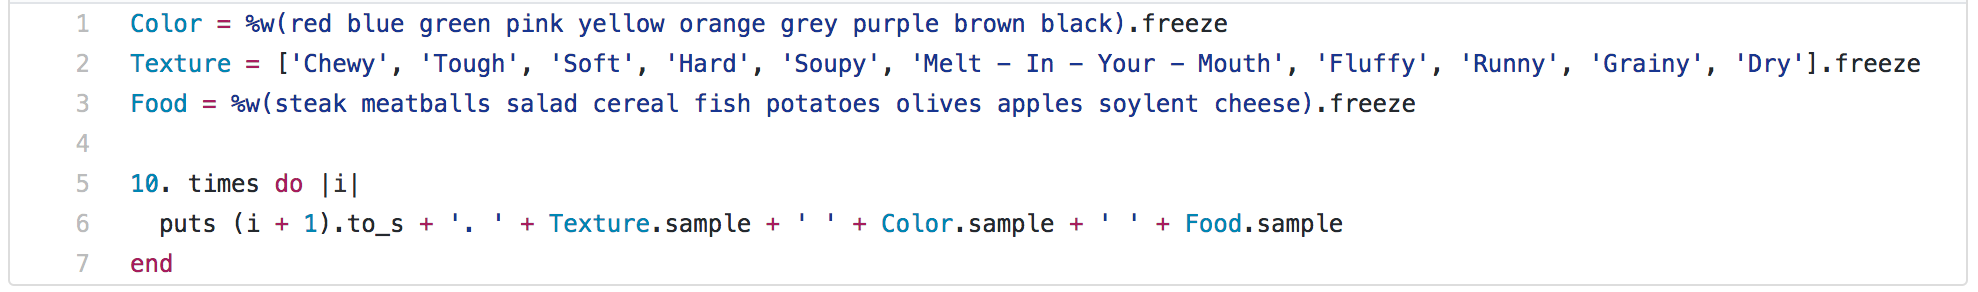 1 Color = %w(red blue green pink yellow orange grey purple brown black).freeze
2 Texture = ['Chewy', 'Tough', 'Soft', 'Hard', 'Soupy', 'Melt - In - Your - Mouth', 'Fluffy', 'Runny', 'Grainy', 'Dry'].freeze
3 Food = %w(steak meatballs salad cereal fish potatoes olives apples soylent cheese).freeze
4
5 10. times do |i|
6   puts (i + 1).to_s + '. ' + Texture.sample + ' ' + Color.sample + ' ' + Food.sample
7 end